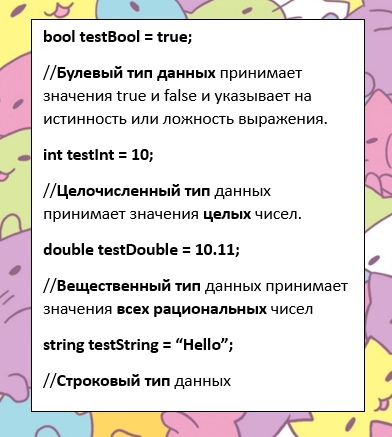 bool testBool = true;
//Булевый тип данных принимает
значения true и false и указывает на
истинность или ложность выражения.
int testInt = 10;
//Целочисленный тип данных
принимает значения целых чисел.
double testDouble = 10.11;
//Вещественный тип данных принимает
значения всех рациональных чисел
string testString = “Hello”;
//Строковый тип данных